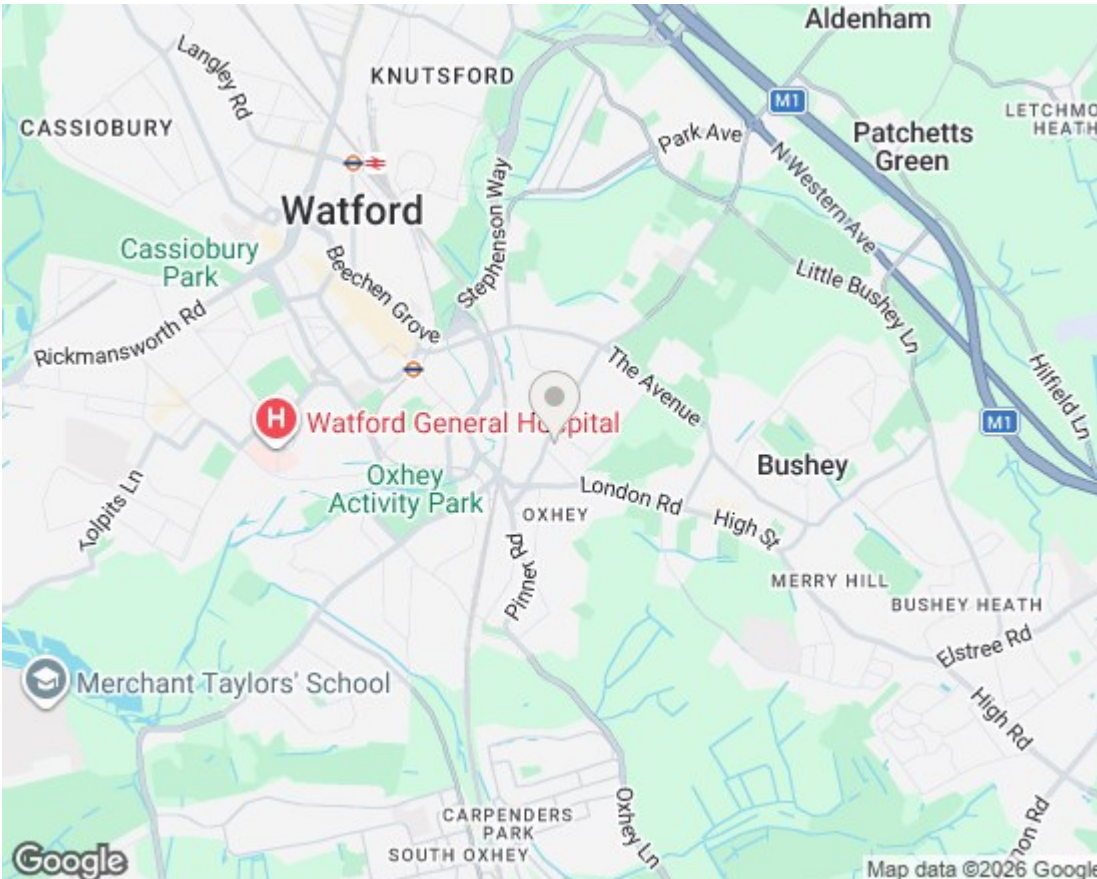 Aldenham
Langley Rd
KNUTSFORD
M1
LETCHMO
HEATH
CASSIOBURY
Park Ave
Patchetts
Green
N Western Ave
Watford
Stephenson Way
Cassiobury
Park
Beechen Grove
Little Bushey Ln
Rickmansworth Rd
The Avenue
Hilfield Ln
H
Watford General Hospital
M1
Bushey
Oxhey
Activity Park
London Rd
Tolpits Ln
OXHEY
High St
Pinner Rd
MERRY HILL
BUSHEY HEATH
Elstree Rd
Merchant Taylors' School
High Rd
Oxhey Ln
CARPENDERS
PARK
SOUTH OXHEY
Google
Map data ©2026 Google